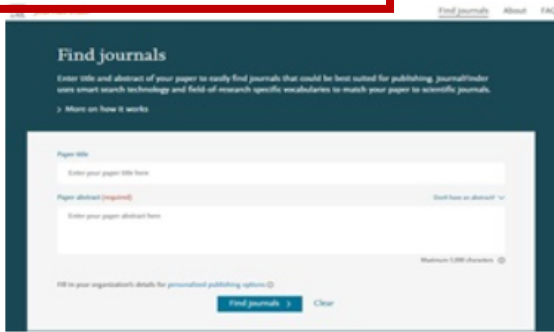 Find journals About FAQ
Find journals
Enter title and abstract of your paper to easily find journals that could be best suited for publishing. JournalFinder
uses smart search technology and field-of-research specific vocabularies to match your paper to scientific journals.
> More on how it works
Paper title
Enter your paper title here
Paper abstract (required) Don't have an abstract?
Enter your paper abstract here
Maximum 5,000 characters
Fill in your organization's details for personalized publishing options
Find journals > Clear